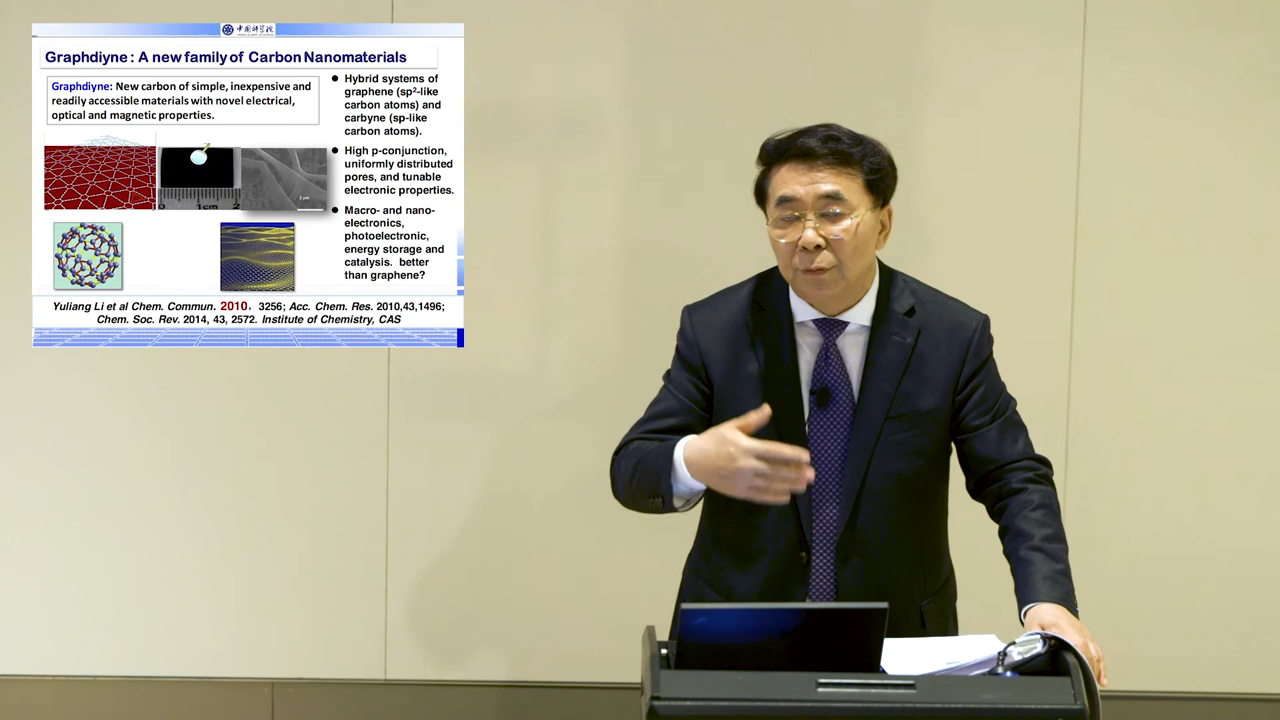 中国科学院
Graphdiyne : A new family of Carbon Nanomaterials
Graphdiyne: New carbon of simple, inexpensive and
readily accessible materials with novel electrical,
optical and magnetic properties.
● Hybrid systems of
graphene (sp²-like
carbon atoms) and
carbyne (sp-like
carbon atoms).
● High p-conjunction,
uniformly distributed
pores, and tunable
electronic properties.
● Macro- and nano-
electronics,
photoelectronic,
energy storage and
catalysis. better
than graphene?
0 1cm 2
2 µm
Yuliang Li et al Chem. Commun. 2010, 3256; Acc. Chem. Res. 2010,43,1496;
Chem. Soc. Rev. 2014, 43, 2572. Institute of Chemistry, CAS